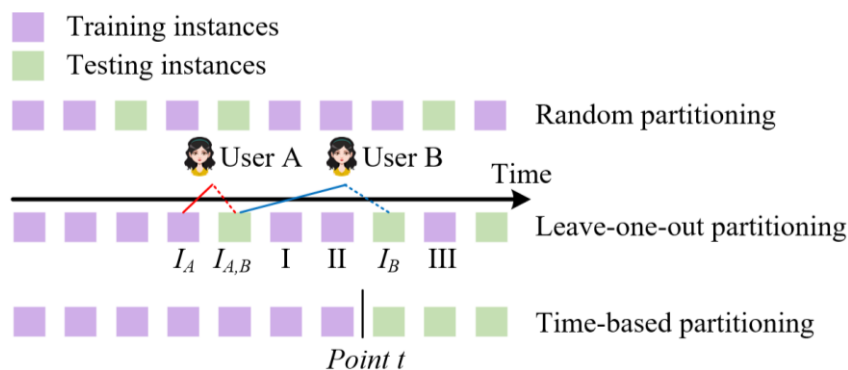 Training instances
Testing instances
Random partitioning
User A
User B
Time
Leave-one-out partitioning
I_A I_{A,B} I II I_B III
Time-based partitioning
Point t